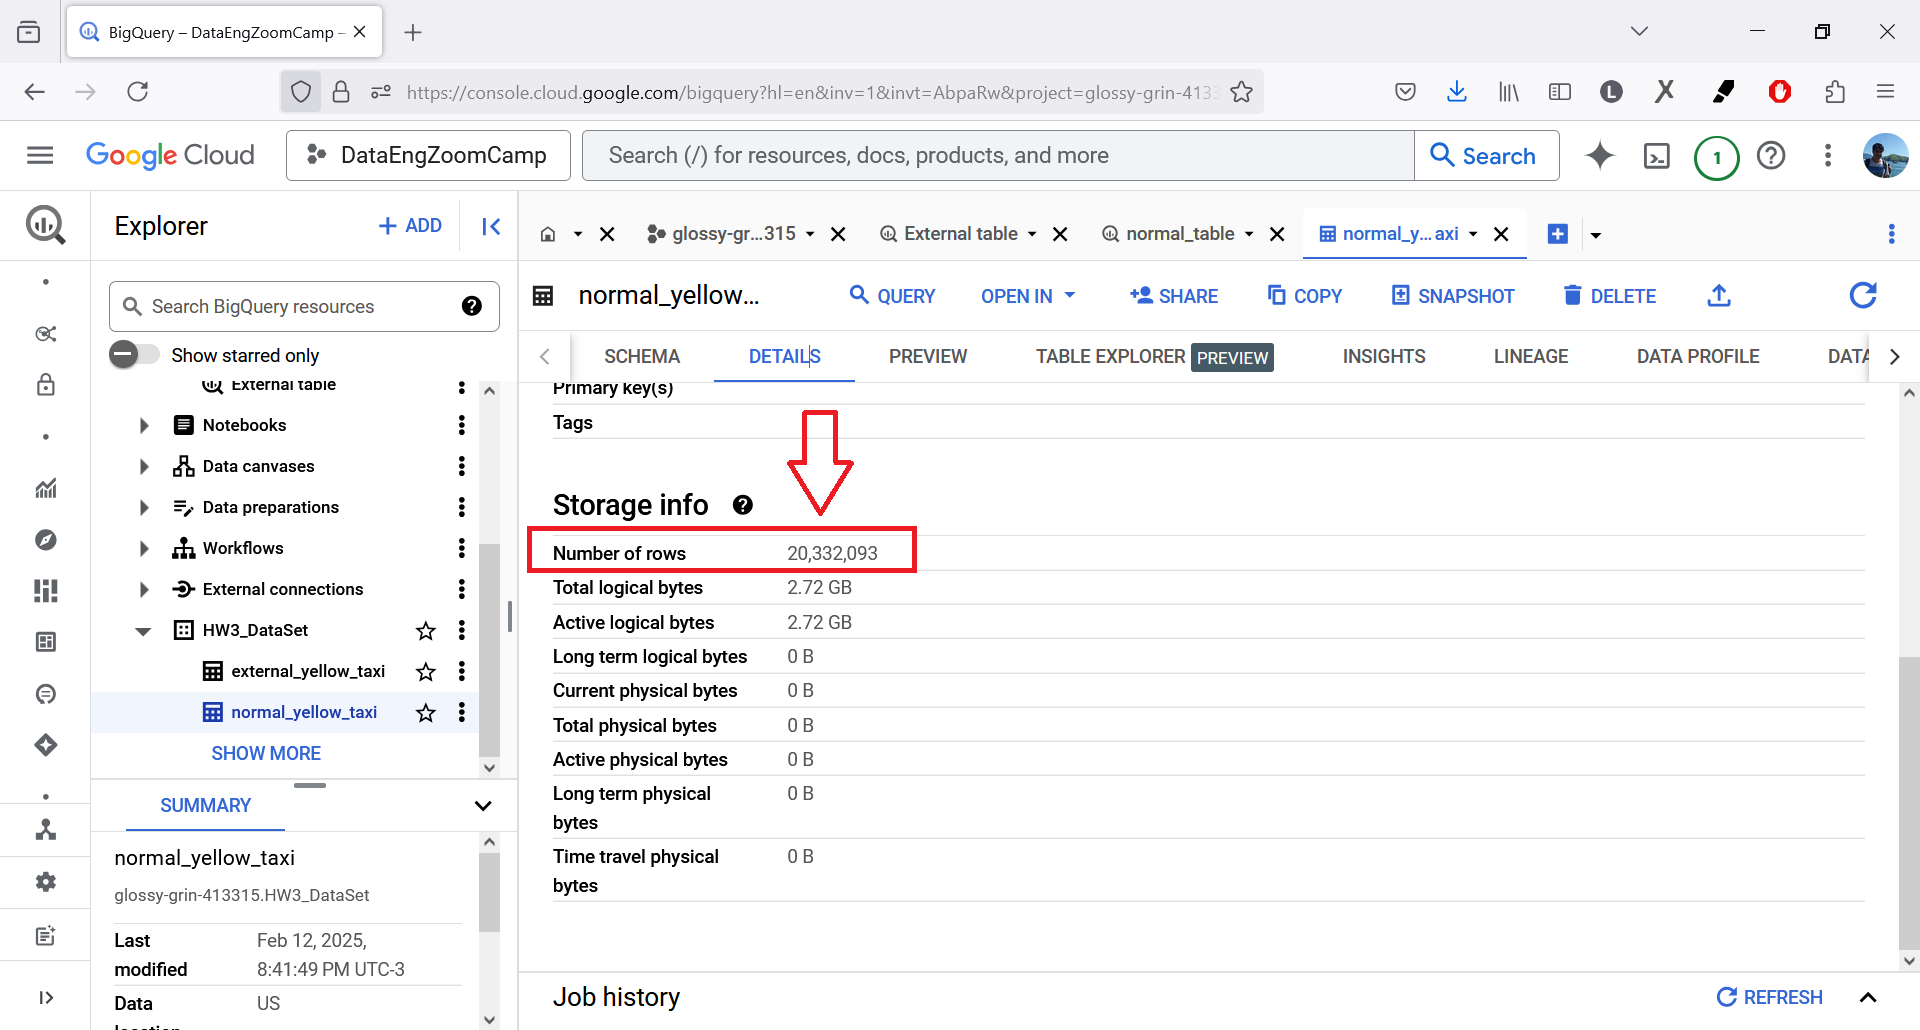 BigQuery – DataEngZoomCamp –
https://console.cloud.google.com/bigquery?hl=en&inv=1&invt=AbpaRw&project=glossy-grin-4133
L
Google Cloud
DataEngZoomCamp
Search (/) for resources, docs, products, and more
Search
1
Explorer
ADD
glossy-gr...315
External table
normal_table
normal_y...axi
Search BigQuery resources
normal_yellow...
QUERY
OPEN IN
SHARE
COPY
SNAPSHOT
DELETE
Show starred only
SCHEMA
DETAILS
PREVIEW
TABLE EXPLORER
PREVIEW
INSIGHTS
LINEAGE
DATA PROFILE
DATA
External table
Notebooks
Data canvases
Data preparations
Workflows
External connections
HW3_DataSet
external_yellow_taxi
normal_yellow_taxi
SHOW MORE
Primary key(s)
Tags
Storage info
Number of rows 20,332,093
Total logical bytes 2.72 GB
Active logical bytes 2.72 GB
Long term logical bytes 0 B
Current physical bytes 0 B
Total physical bytes 0 B
Active physical bytes 0 B
Long term physical 0 B
bytes
Time travel physical 0 B
bytes
SUMMARY
normal_yellow_taxi
glossy-grin-413315.HW3_DataSet
Last Feb 12, 2025,
modified 8:41:49 PM UTC-3
Data US
Job history
REFRESH